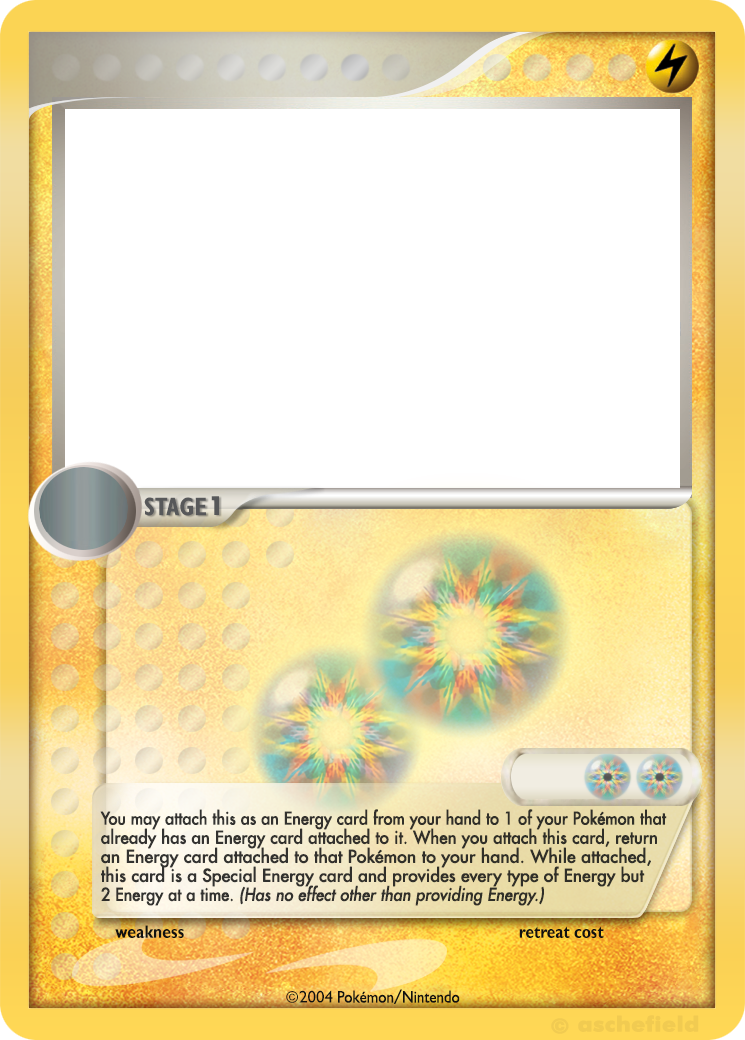 STAGE 1
You may attach this as an Energy card from your hand to 1 of your Pokémon that
already has an Energy card attached to it. When you attach this card, return
an Energy card attached to that Pokémon to your hand. While attached,
this card is a Special Energy card and provides every type of Energy but
2 Energy at a time. (Has no effect other than providing Energy.)
weakness retreat cost
©2004 Pokémon/Nintendo
© aschefield